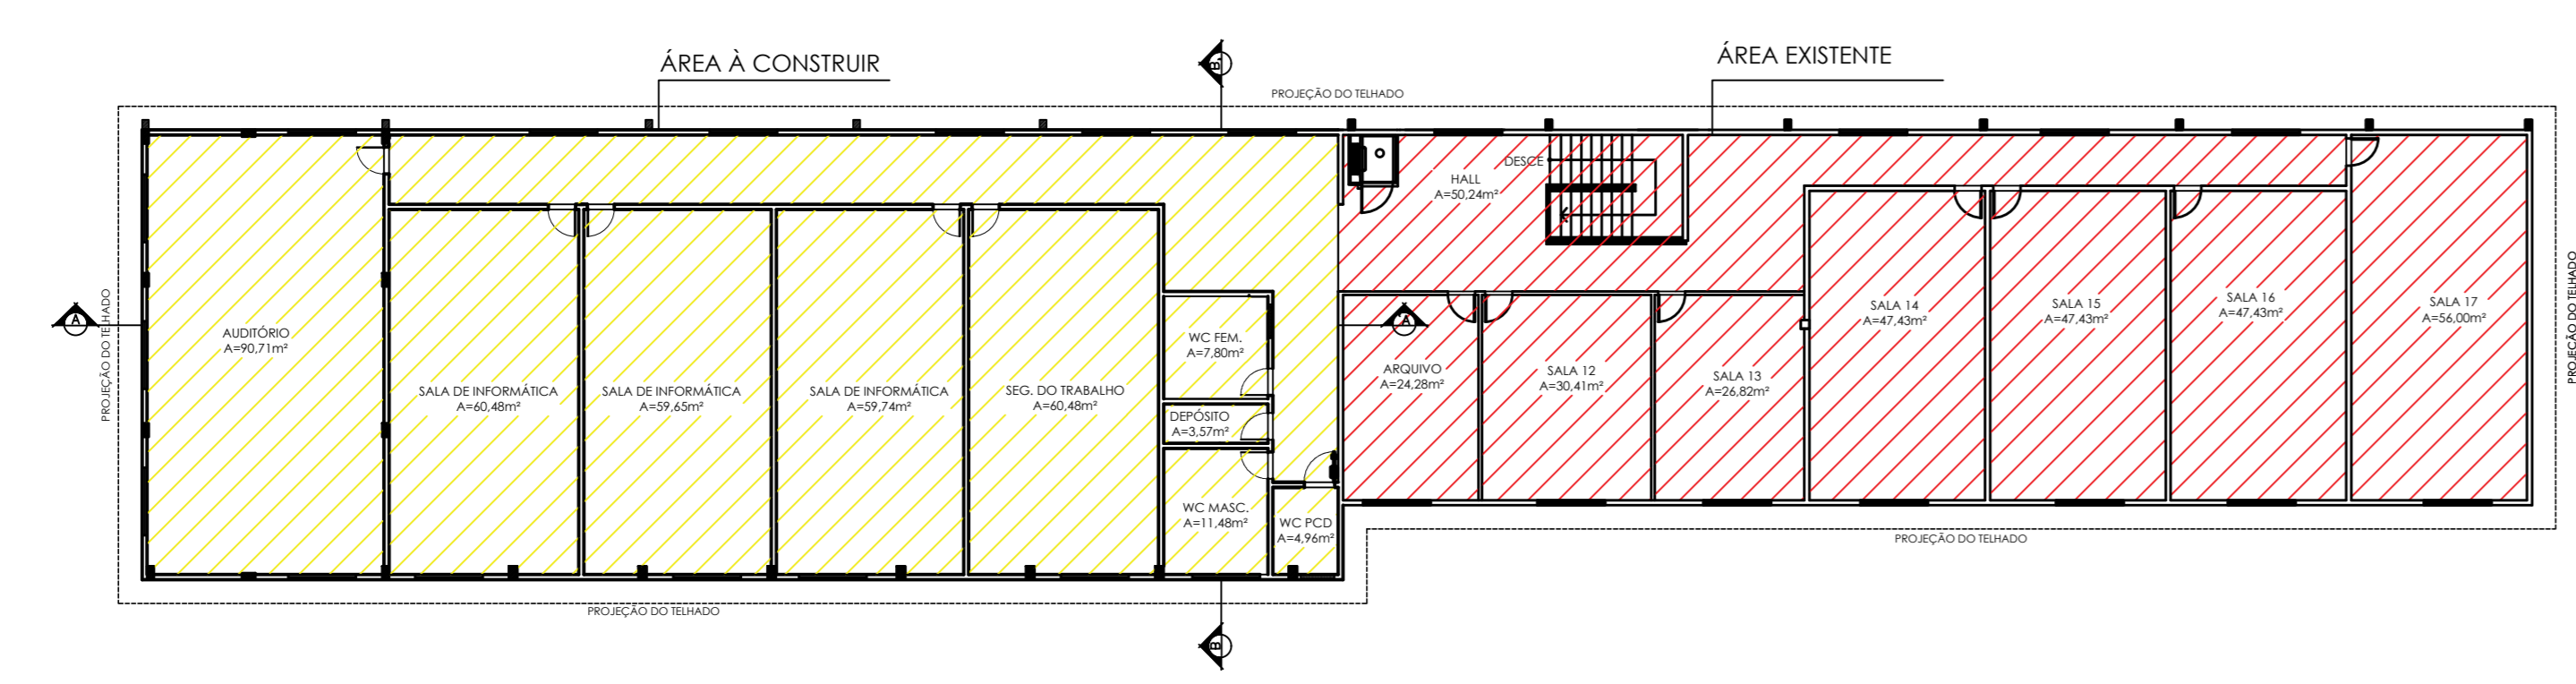 ÁREA À CONSTRUIR
ÁREA EXISTENTE
B'
PROJEÇÃO DO TELHADO
DESCE
HALL
A=50,24m²
PROJEÇÃO DO TELHADO
A
AUDITÓRIO
A=90,71m²
SALA DE INFORMÁTICA
A=60,48m²
SALA DE INFORMÁTICA
A=59,65m²
SALA DE INFORMÁTICA
A=59,74m²
SEG. DO TRABALHO
A=60,48m²
WC FEM.
A=7,80m²
DEPÓSITO
A=3,57m²
WC MASC.
A=11,48m²
WC PCD
A=4,96m²
A'
ARQUIVO
A=24,28m²
SALA 12
A=30,41m²
SALA 13
A=26,82m²
SALA 14
A=47,43m²
SALA 15
A=47,43m²
SALA 16
A=47,43m²
SALA 17
A=56,00m²
PROJEÇÃO DO TELHADO
PROJEÇÃO DO TELHADO
PROJEÇÃO DO TELHADO
B